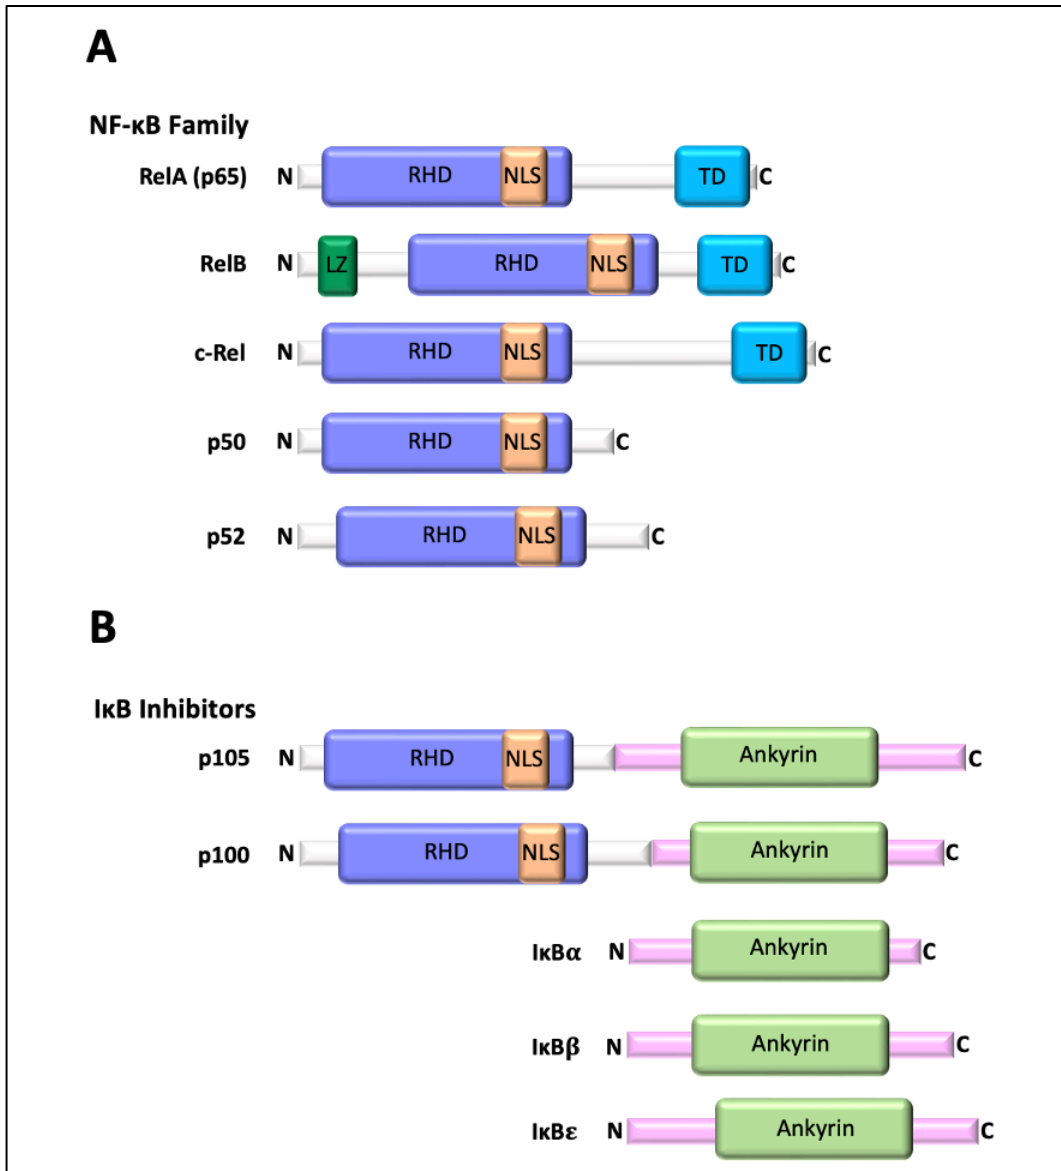 A
NF-κB Family
RelA (p65) N RHD NLS TD C
RelB N LZ RHD NLS TD C
c-Rel N RHD NLS TD C
p50 N RHD NLS C
p52 N RHD NLS C
B
IκB Inhibitors
p105 N RHD NLS Ankyrin C
p100 N RHD NLS Ankyrin C
IκBα N Ankyrin C
IκBβ N Ankyrin C
IκBε N Ankyrin C